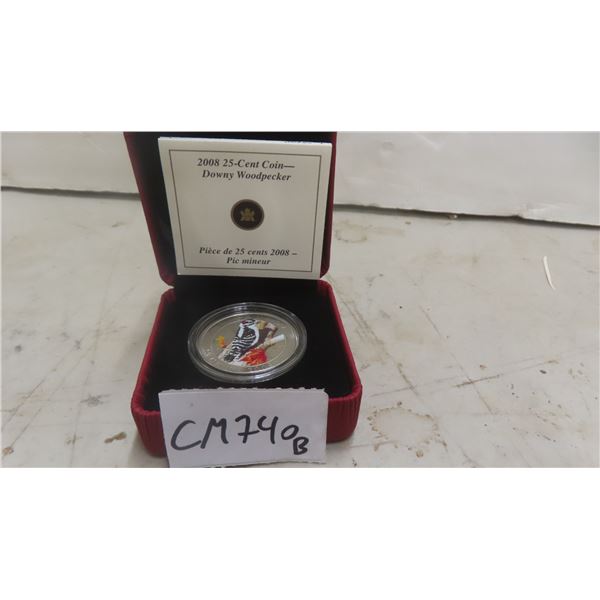 2008 25-Cent Coin—
Downy Woodpecker
Pièce de 25 cents 2008 –
Pic mineur
CM740B